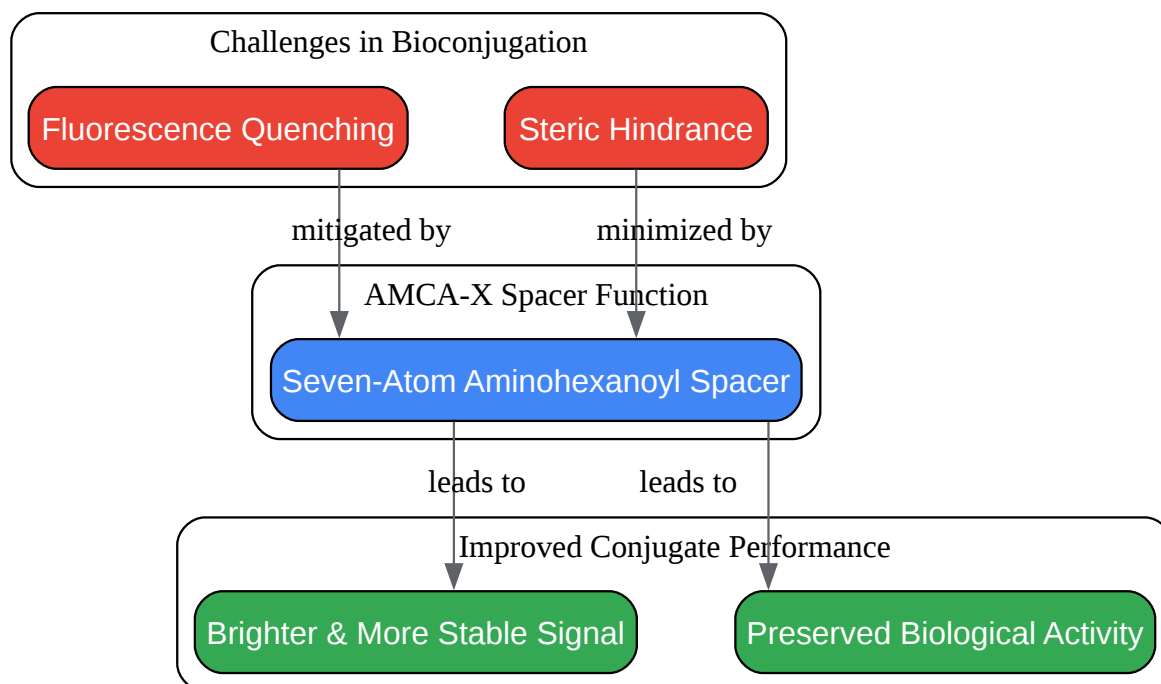 Challenges in Bioconjugation
Fluorescence Quenching
Steric Hindrance
mitigated by
minimized by
AMCA-X Spacer Function
Seven-Atom Aminohexanoyl Spacer
leads to
leads to
Improved Conjugate Performance
Brighter & More Stable Signal
Preserved Biological Activity